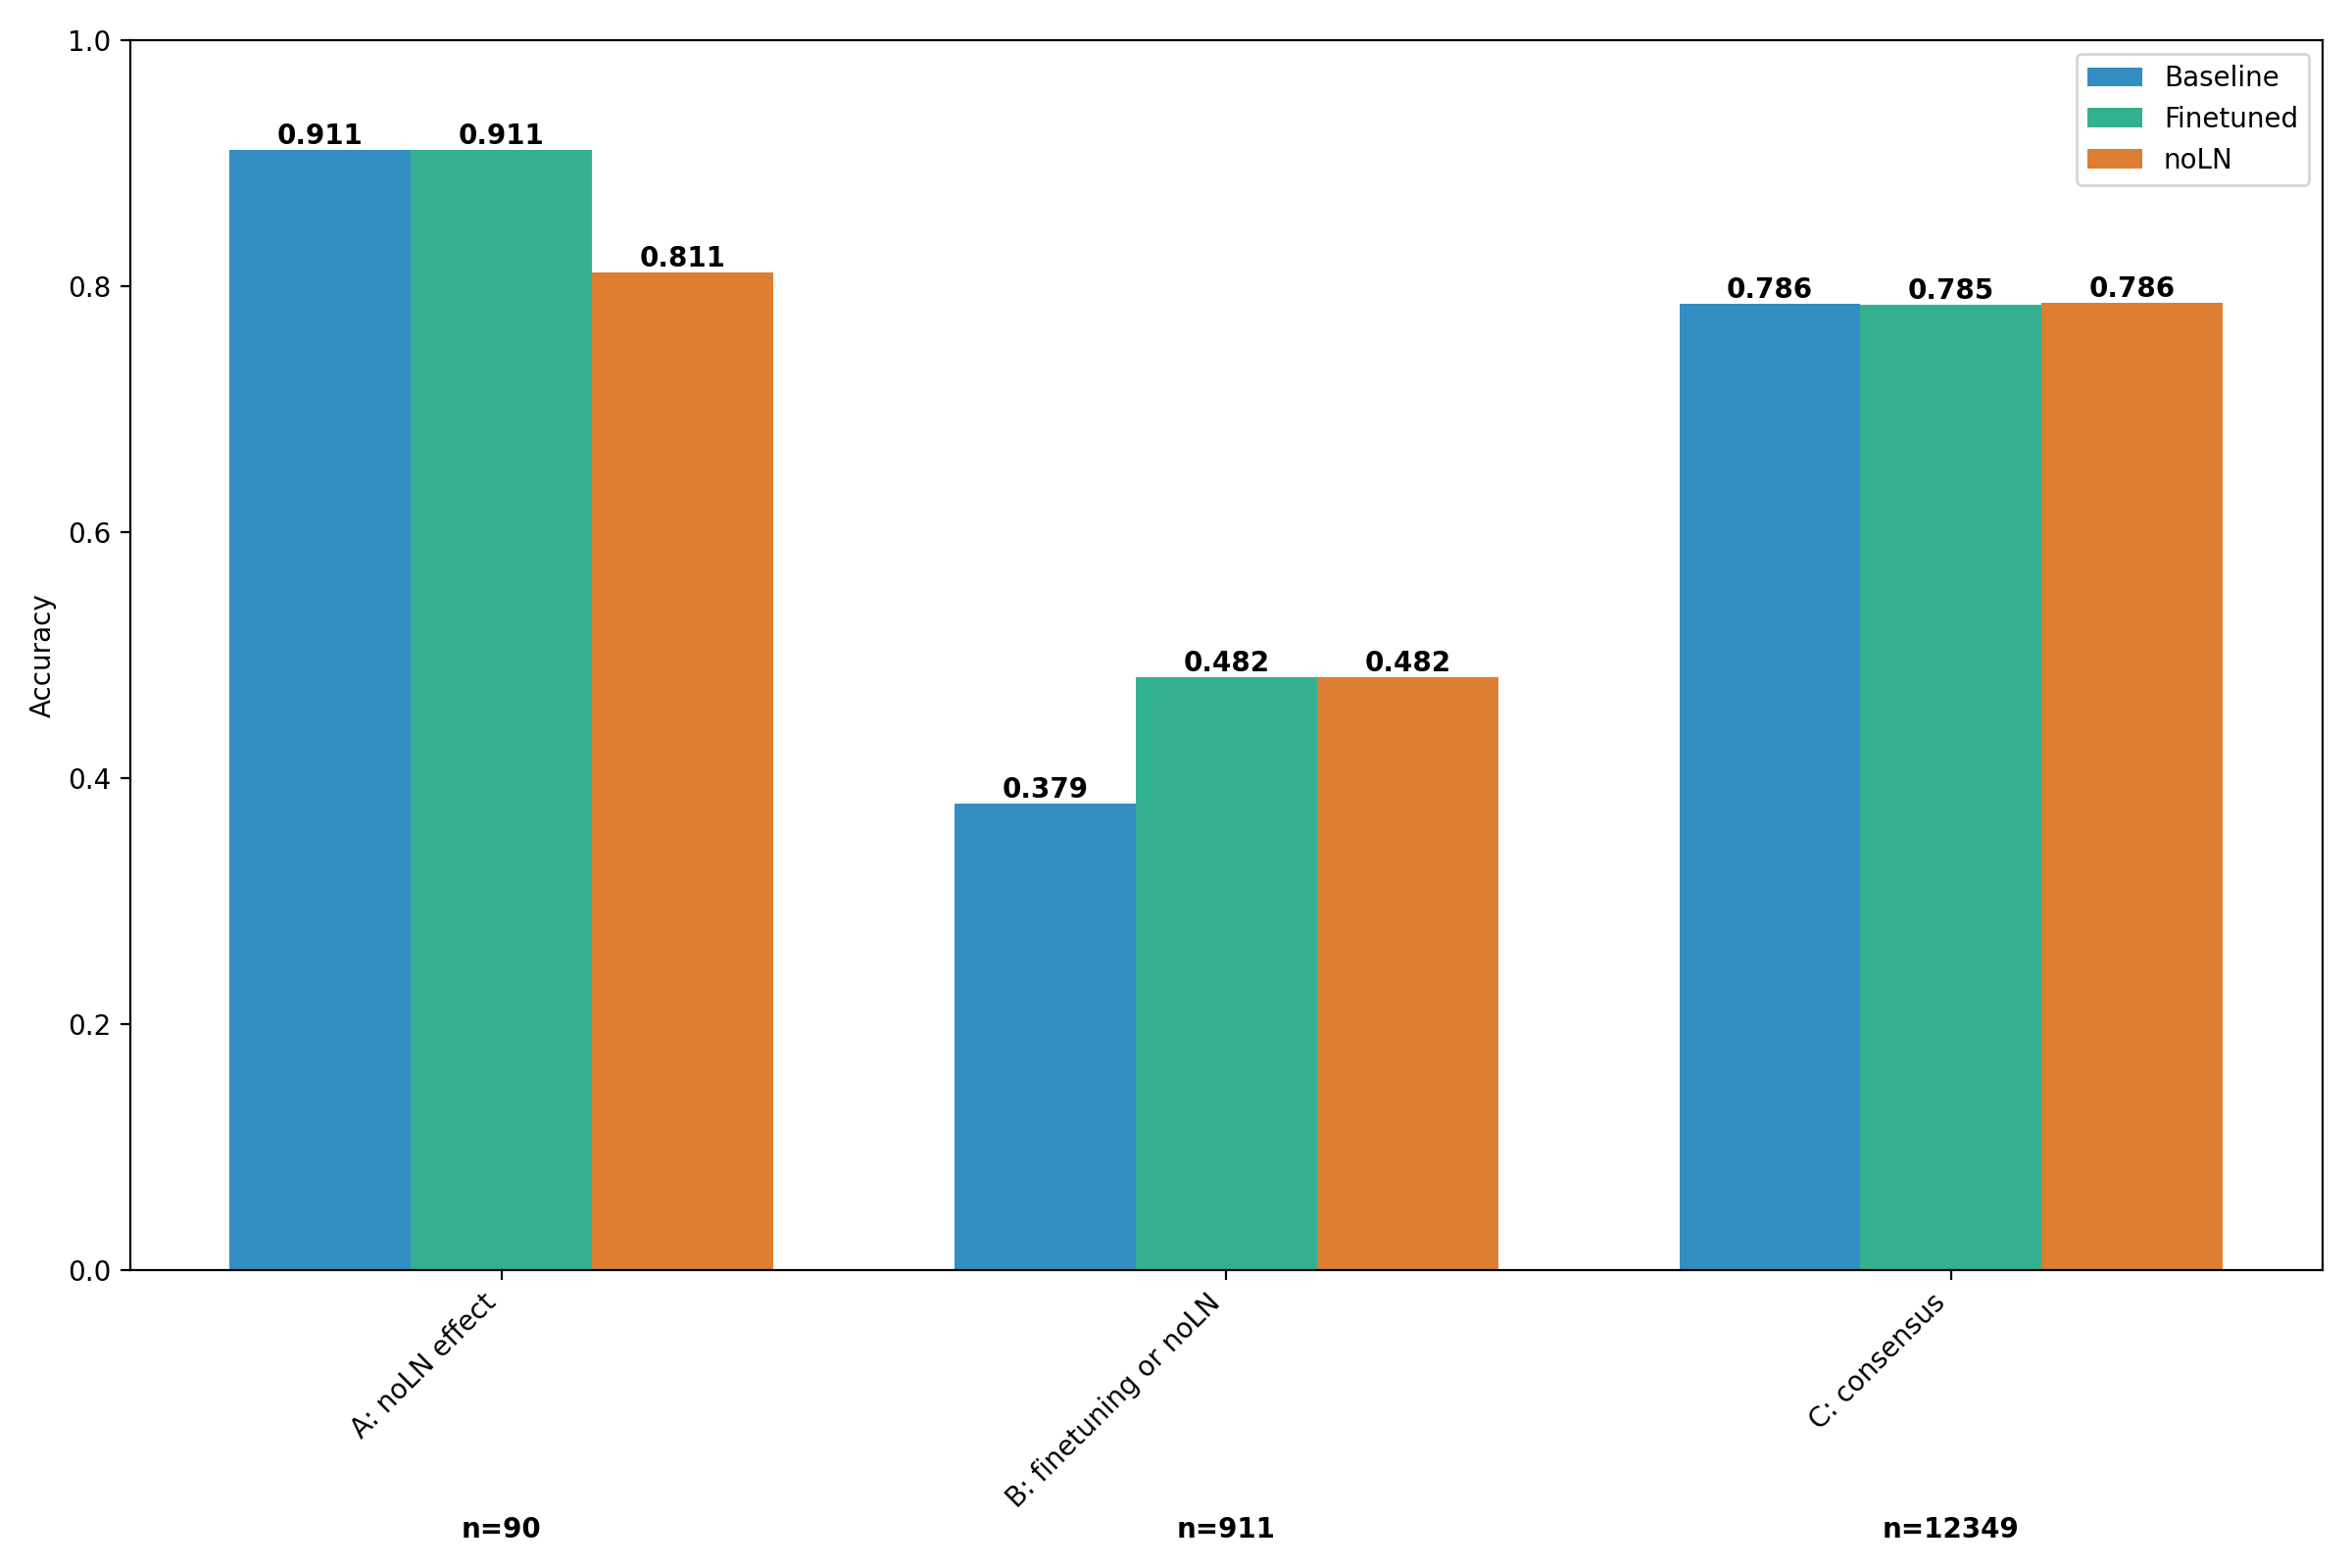 1.0
0.8
0.6
0.4
0.2
0.0
Accuracy
Baseline
Finetuned
noLN
0.911
0.911
0.811
0.379
0.482
0.482
0.786
0.785
0.786
A: noLN effect
B: finetuning or noLN
C: consensus
n=90
n=911
n=12349